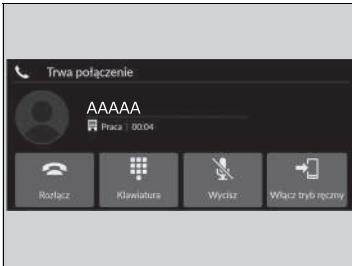 Trwa połączenie
AAAAA
Praca | 00:04
Rozłącz Klawiatura Wycisz Włącz tryb ręczny